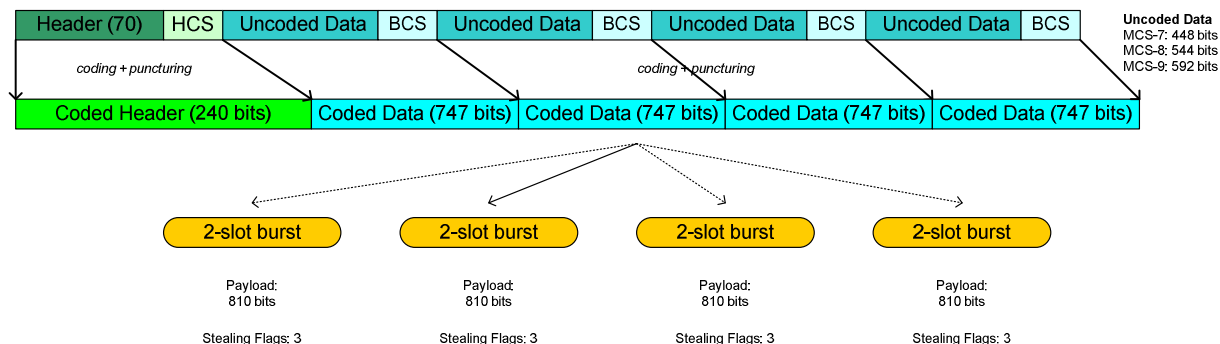 Header (70) HCS Uncoded Data BCS Uncoded Data BCS Uncoded Data BCS Uncoded Data BCS
Uncoded Data
MCS-7: 448 bits
MCS-8: 544 bits
MCS-9: 592 bits
coding + puncturing coding + puncturing
Coded Header (240 bits) Coded Data (747 bits) Coded Data (747 bits) Coded Data (747 bits) Coded Data (747 bits)
2-slot burst 2-slot burst 2-slot burst 2-slot burst
Payload: Payload: Payload: Payload:
810 bits 810 bits 810 bits 810 bits
Stealing Flags: 3 Stealing Flags: 3 Stealing Flags: 3 Stealing Flags: 3